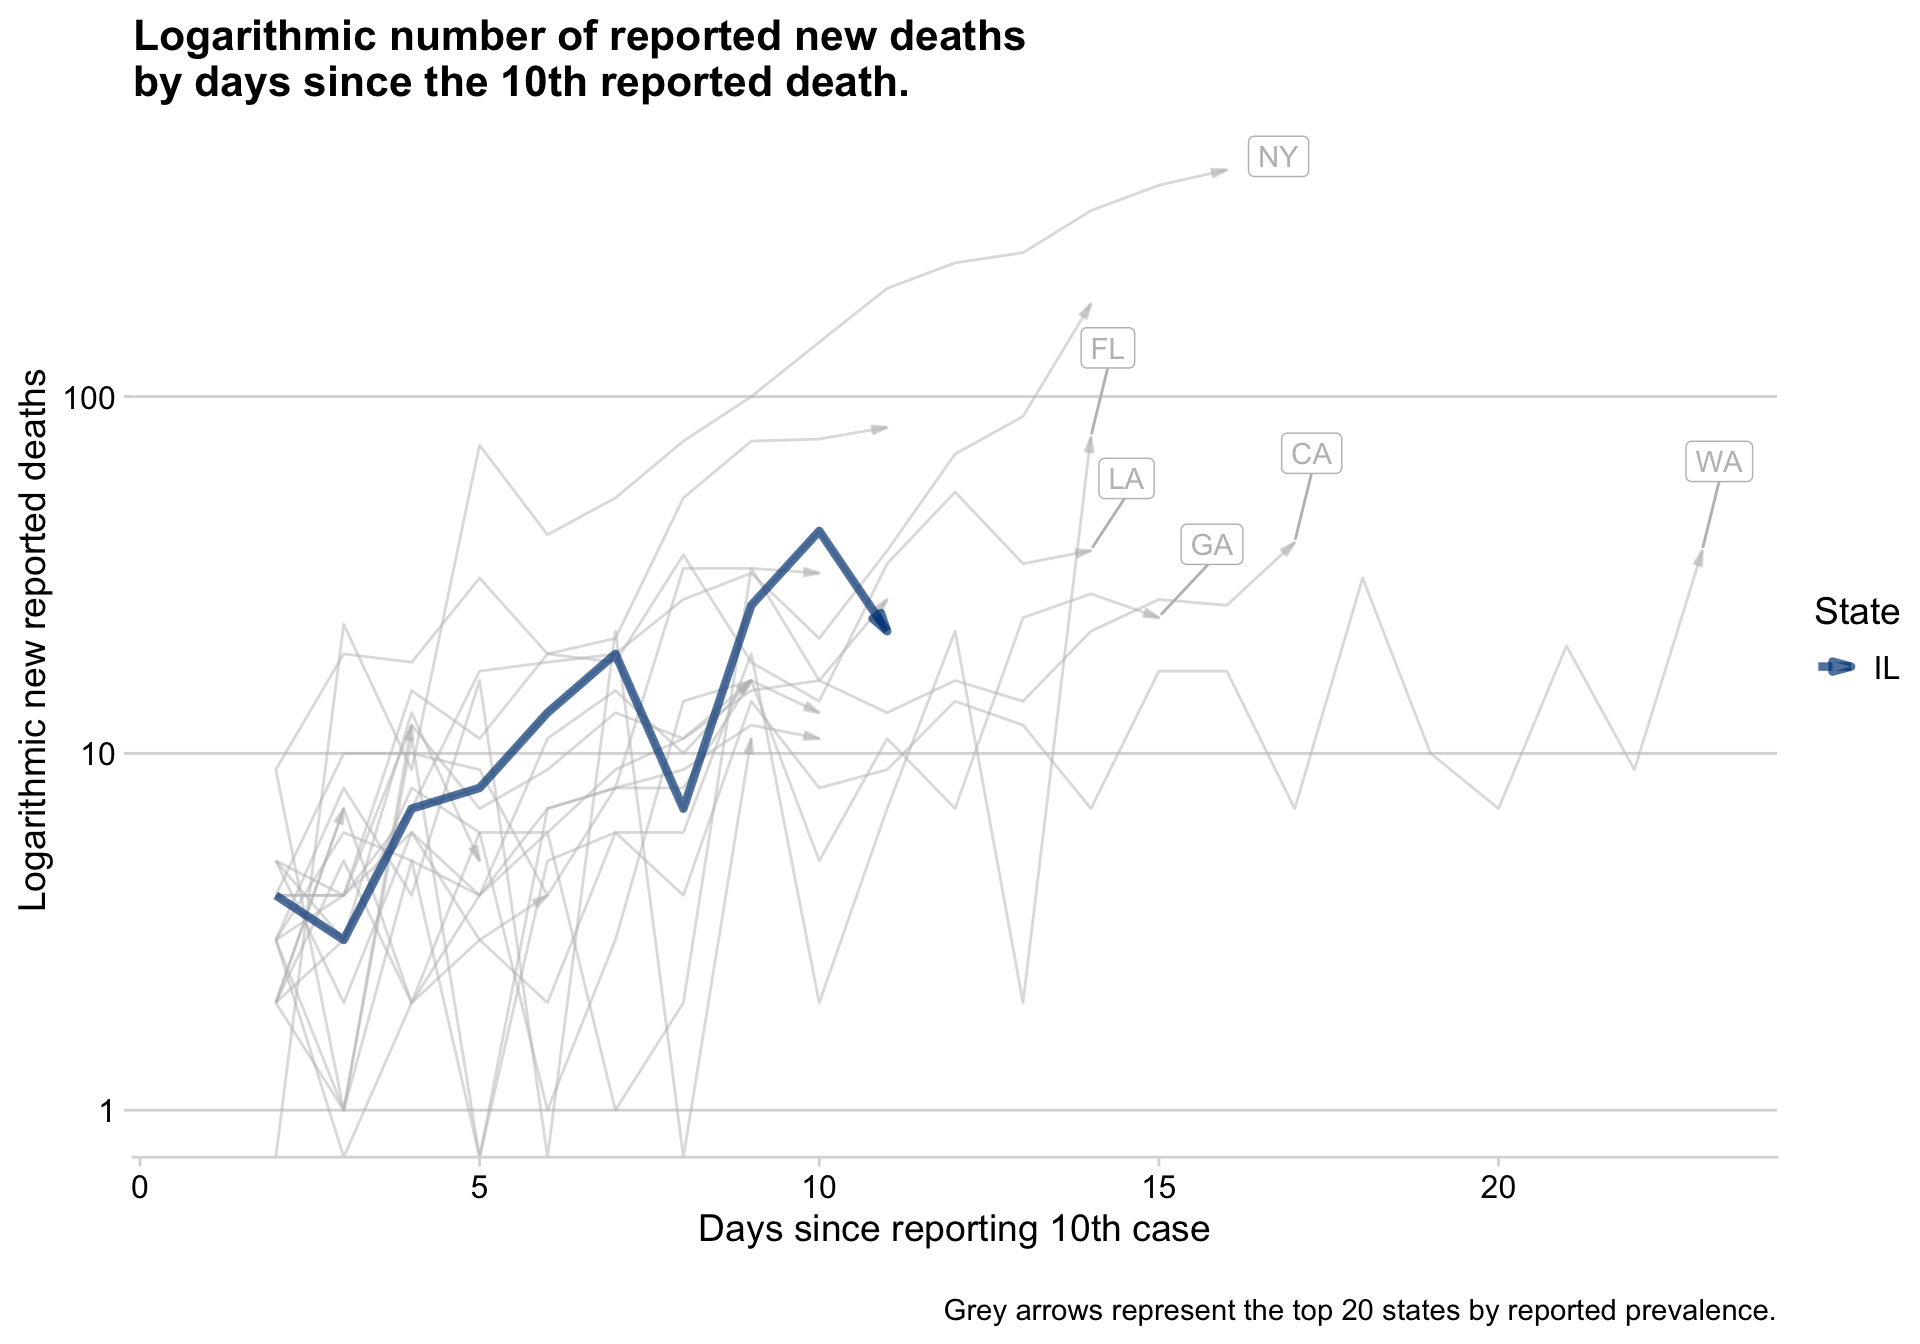 Logarithmic number of reported new deaths
by days since the 10th reported death.
NY
FL
LA
CA
WA
GA
Logarithmic new reported deaths
100
10
1
State
IL
0 5 10 15 20
Days since reporting 10th case
Grey arrows represent the top 20 states by reported prevalence.